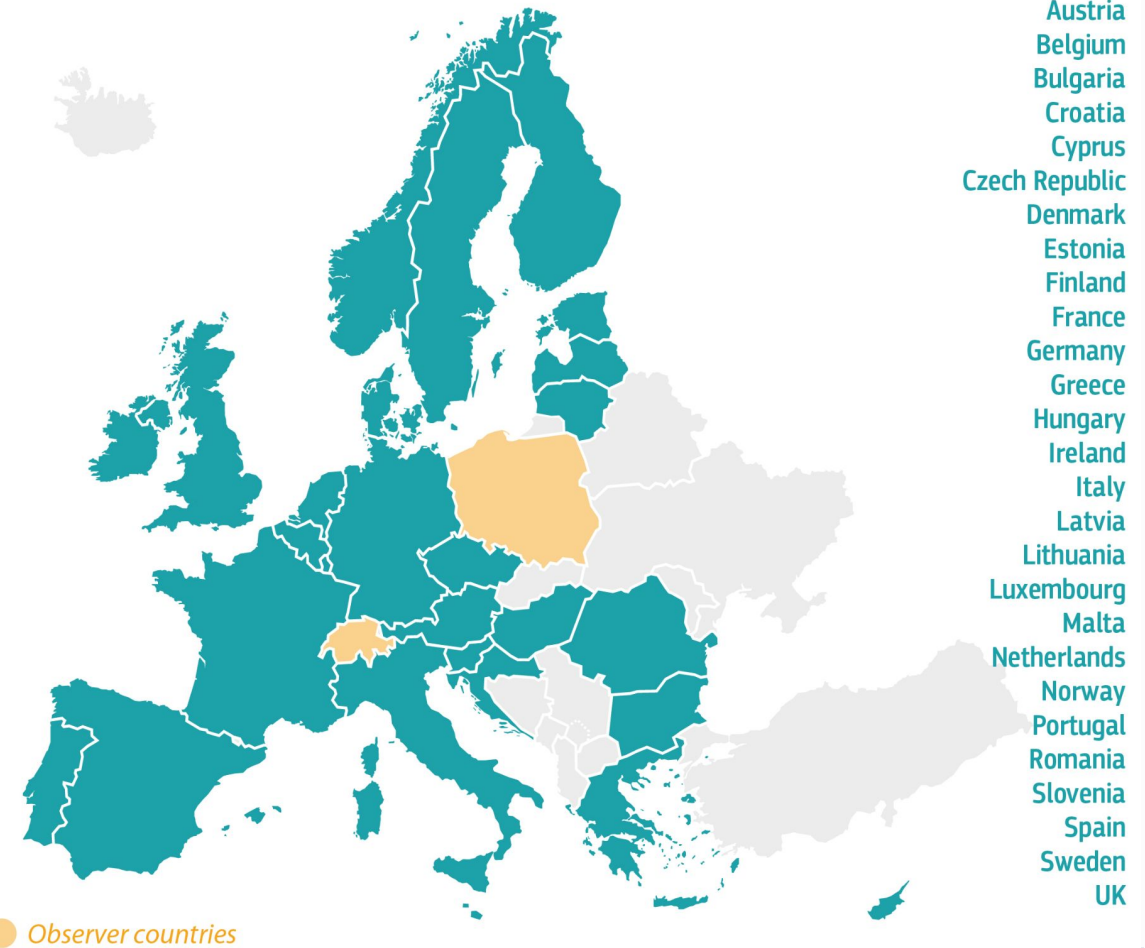 Austria
Belgium
Bulgaria
Croatia
Cyprus
Czech Republic
Denmark
Estonia
Finland
France
Germany
Greece
Hungary
Ireland
Italy
Latvia
Lithuania
Luxembourg
Malta
Netherlands
Norway
Portugal
Romania
Slovenia
Spain
Sweden
UK
Observer countries